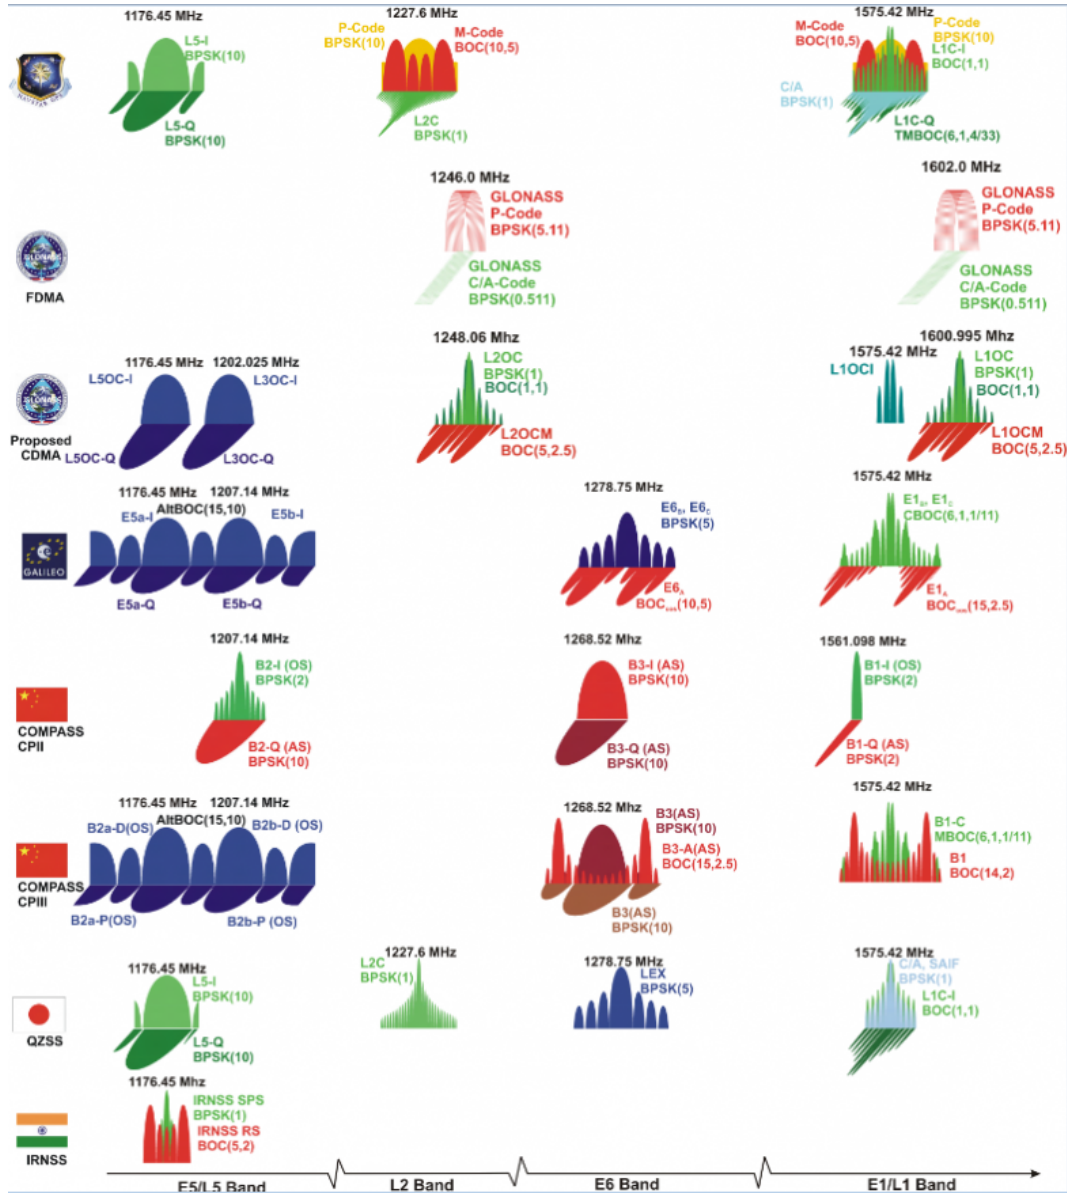 1176.45 MHz
L5-I
BPSK(10)
L5-Q
BPSK(10)
1227.6 MHz
P-Code
BPSK(10)
M-Code
BOC(10,5)
L2C
BPSK(1)
1575.42 MHz
M-Code
BOC(10,5)
P-Code
BPSK(10)
L1C-I
BOC(1,1)
C/A
BPSK(1)
L1C-Q
TMBOC(6,1,4/33)
GLONASS
FDMA
1246.0 MHz
GLONASS
P-Code
BPSK(5.11)
GLONASS
C/A-Code
BPSK(0.511)
1602.0 MHz
GLONASS
P-Code
BPSK(5.11)
GLONASS
C/A-Code
BPSK(0.511)
GLONASS
Proposed
CDMA
1176.45 MHz
1202.025 MHz
L5OC-I
L3OC-I
L5OC-Q
L3OC-Q
1248.06 Mhz
L2OC
BPSK(1)
BOC(1,1)
L2OCM
BOC(5,2.5)
1575.42 MHz
L1OCI
1600.995 Mhz
L1OC
BPSK(1)
BOC(1,1)
L1OCM
BOC(5,2.5)
GALILEO
1176.45 MHz
1207.14 MHz
AltBOC(15,10)
E5a-I
E5b-I
E5a-Q
E5b-Q
1278.75 MHz
E6B, E6C
BPSK(5)
E6A
BOCcos(10,5)
1575.42 MHz
E1B, E1C
CBOC(6,1,1/11)
E1A
BOCcos(15,2.5)
COMPASS
CPII
1207.14 MHz
B2-I (OS)
BPSK(2)
B2-Q (AS)
BPSK(10)
1268.52 Mhz
B3-I (AS)
BPSK(10)
B3-Q (AS)
BPSK(10)
1561.098 MHz
B1-I (OS)
BPSK(2)
B1-Q (AS)
BPSK(2)
COMPASS
CPIII
1176.45 MHz
1207.14 MHz
AltBOC(15,10)
B2a-D(OS)
B2b-D (OS)
B2a-P(OS)
B2b-P (OS)
1268.52 Mhz
B3(AS)
BPSK(10)
B3-A(AS)
BOC(15,2.5)
B3(AS)
BPSK(10)
1575.42 MHz
B1-C
MBOC(6,1,1/11)
B1
BOC(14,2)
QZSS
1176.45 MHz
L5-I
BPSK(10)
L5-Q
BPSK(10)
1227.6 MHz
L2C
BPSK(1)
1278.75 MHz
LEX
BPSK(5)
1575.42 MHz
C/A, SAIF
BPSK(1)
L1C-I
BOC(1,1)
IRNSS
1176.45 Mhz
IRNSS SPS
BPSK(1)
IRNSS RS
BOC(5,2)
E5/L5 Band
L2 Band
E6 Band
E1/L1 Band